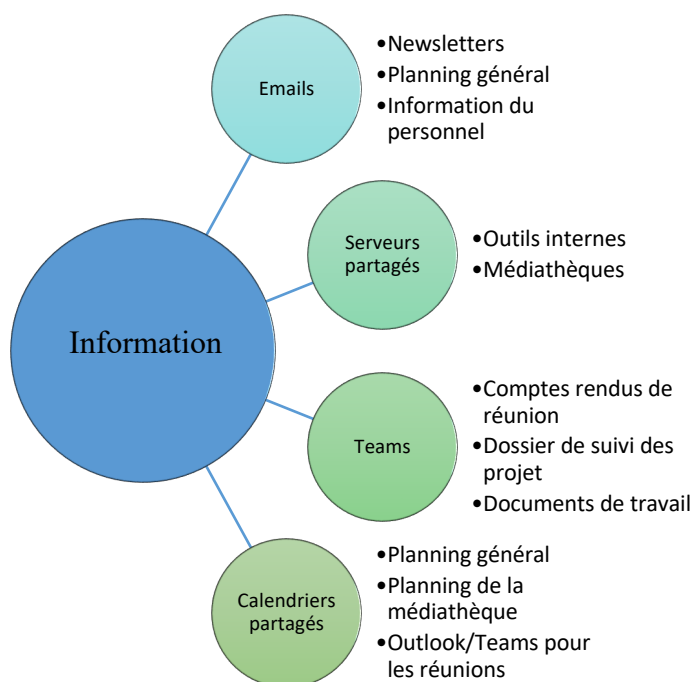 Information
Emails
•Newsletters
•Planning général
•Information du
personnel
Serveurs
partagés
•Outils internes
•Médiathèques
Teams
•Comptes rendus de
réunion
•Dossier de suivi des
projet
•Documents de travail
Calendriers
partagés
•Planning général
•Planning de la
médiathèque
•Outlook/Teams pour
les réunions